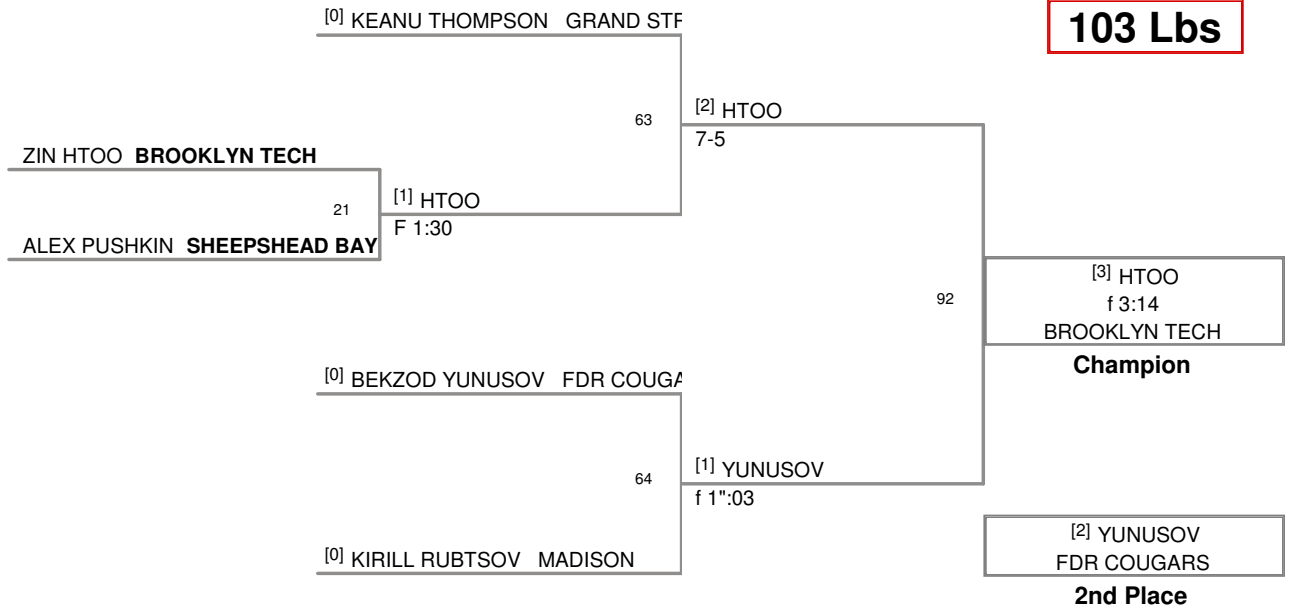 [0] KEANU THOMPSON GRAND STR
103 Lbs
63
[2] HTOO
7-5
ZIN HTOO BROOKLYN TECH
21
[1] HTOO
F 1:30
ALEX PUSHKIN SHEEPSHEAD BAY
92
[3] HTOO
f 3:14
BROOKLYN TECH
Champion
[0] BEKZOD YUNUSOV FDR COUGA
64
[1] YUNUSOV
f 1":03
[0] KIRILL RUBTSOV MADISON
[2] YUNUSOV
FDR COUGARS
2nd Place